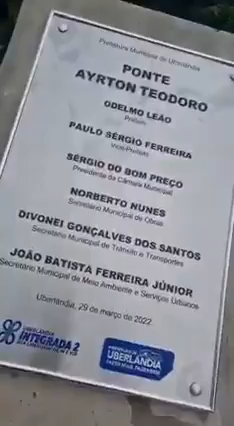 Prefeitura Municipal de Uberlândia
PONTE
AYRTON TEODORO
ODELMO LEÃO
Prefeito
PAULO SÉRGIO FERREIRA
Vice-Prefeito
SÉRGIO DO BOM PREÇO
Presidente da Câmara Municipal
NORBERTO NUNES
Secretário Municipal de Obras
DIVONEI GONÇALVES DOS SANTOS
Secretário Municipal de Trânsito e Transportes
JOÃO BATISTA FERREIRA JÚNIOR
Secretário Municipal de Meio Ambiente e Serviços Urbanos
Uberlândia, 29 de março de 2022
UBERLÂNDIA
INTEGRADA 2
PREFEITURA DE
UBERLÂNDIA